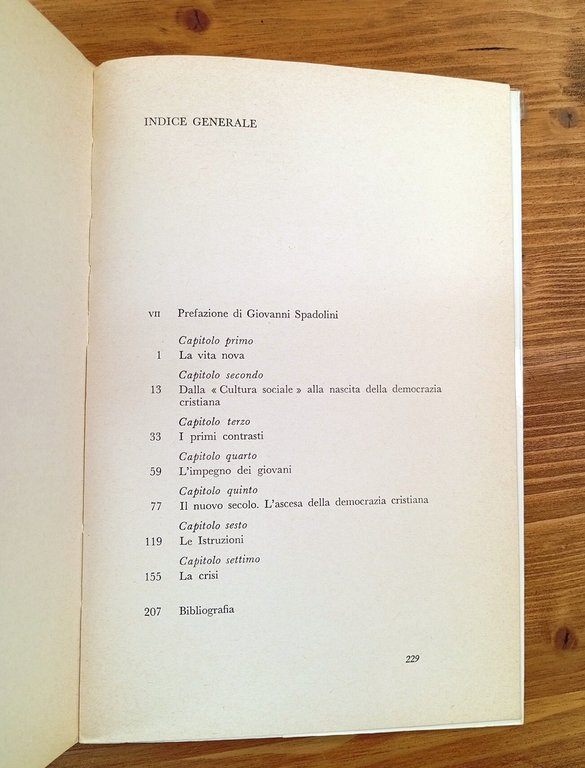 INDICE GENERALE
VII Prefazione di Giovanni Spadolini
Capitolo primo
1 La vita nova
Capitolo secondo
13 Dalla « Cultura sociale » alla nascita della democrazia
cristiana
Capitolo terzo
33 I primi contrasti
Capitolo quarto
59 L'impegno dei giovani
Capitolo quinto
77 Il nuovo secolo. L'ascesa della democrazia cristiana
Capitolo sesto
119 Le Istruzioni
Capitolo settimo
155 La crisi
207 Bibliografia
229